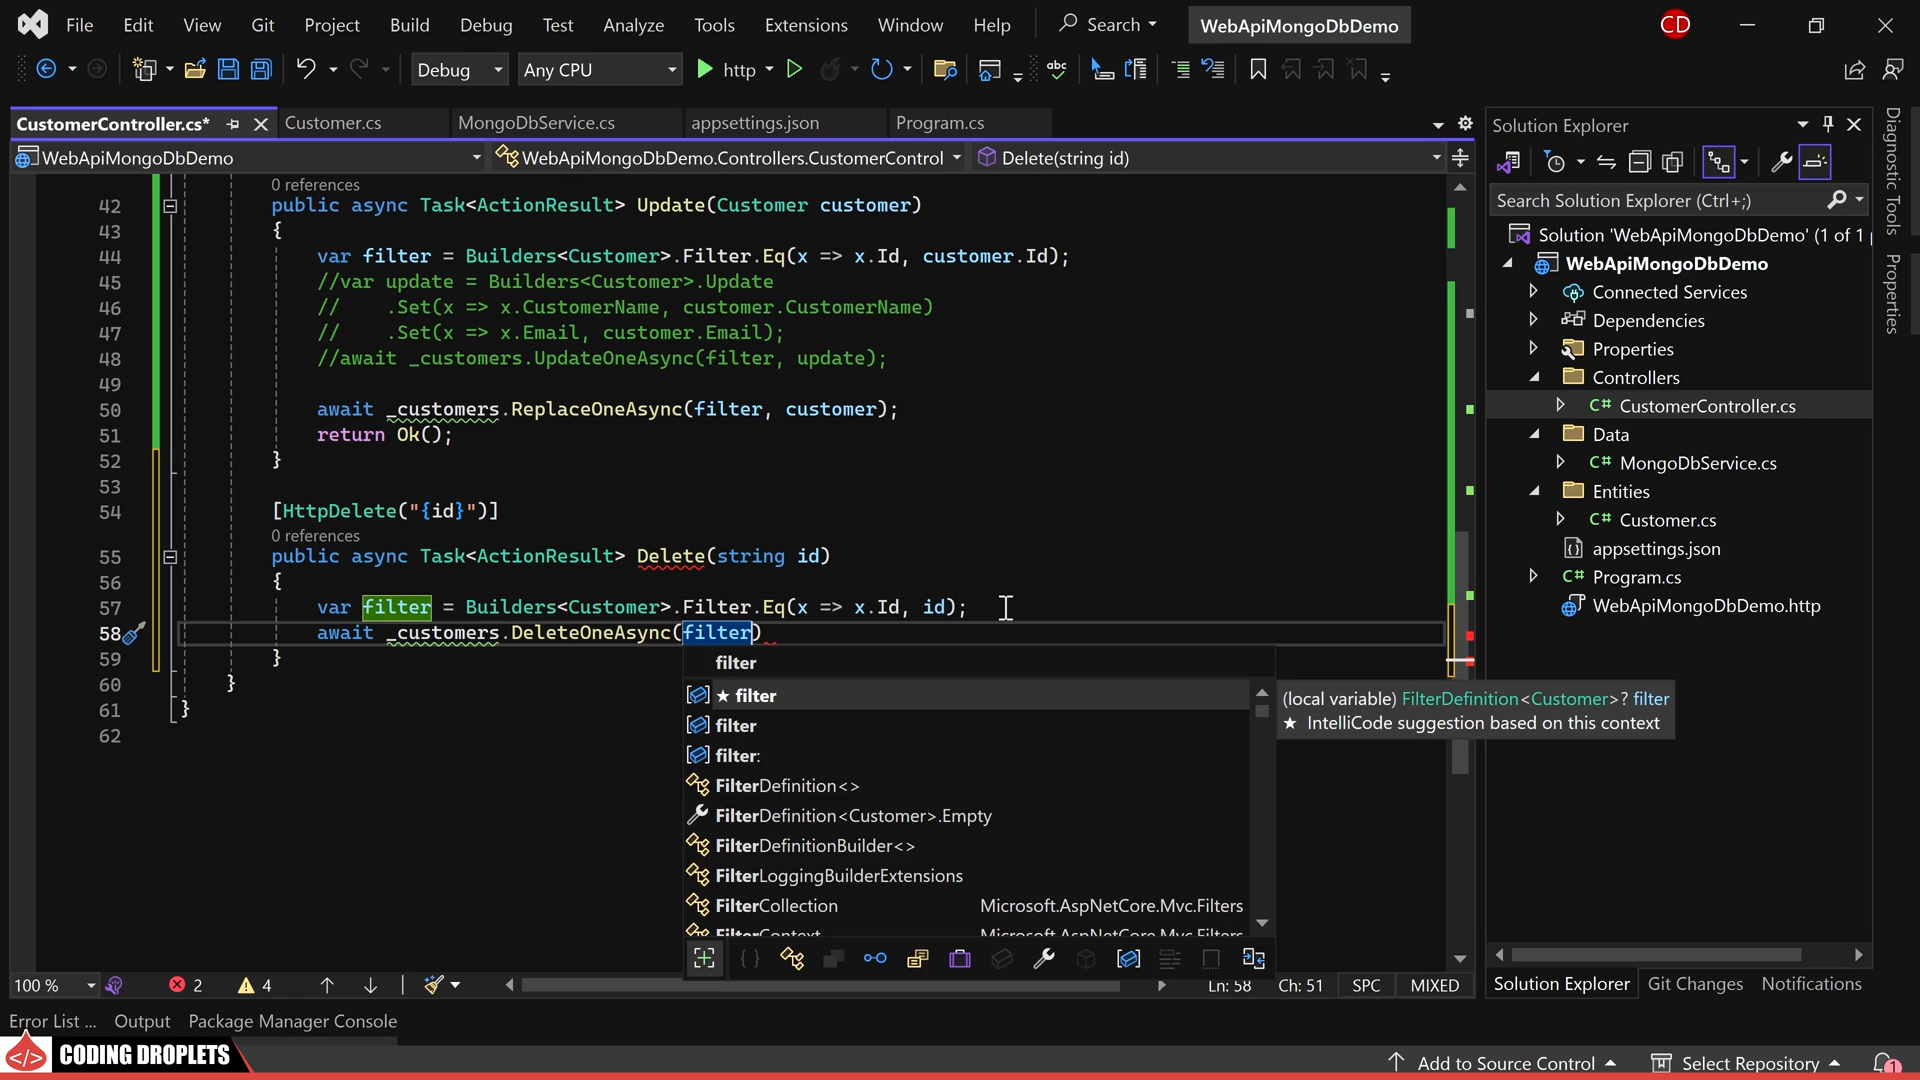 File Edit View Git Project Build Debug Test Analyze Tools Extensions Window Help Search WebApiMongoDbDemo CD
Debug Any CPU http
CustomerController.cs* Customer.cs MongoDbService.cs appsettings.json Program.cs
WebApiMongoDbDemo WebApiMongoDbDemo.Controllers.CustomerControl Delete(string id)
0 references
42 public async Task<ActionResult> Update(Customer customer)
43 {
44 var filter = Builders<Customer>.Filter.Eq(x => x.Id, customer.Id);
45 //var update = Builders<Customer>.Update
46 // .Set(x => x.CustomerName, customer.CustomerName)
47 // .Set(x => x.Email, customer.Email);
48 //await _customers.UpdateOneAsync(filter, update);
49
50 await _customers.ReplaceOneAsync(filter, customer);
51 return Ok();
52 }
53
54 [HttpDelete("{id}")]
0 references
55 public async Task<ActionResult> Delete(string id)
56 {
57 var filter = Builders<Customer>.Filter.Eq(x => x.Id, id);
58 await _customers.DeleteOneAsync(filter)
59 }
60 }
61 }
62
filter
★ filter
filter
filter:
FilterDefinition<>
FilterDefinition<Customer>.Empty
FilterDefinitionBuilder<>
FilterLoggingBuilderExtensions
FilterCollection Microsoft.AspNetCore.Mvc.Filters
FilterContext Microsoft.AspNetCore.Mvc.Filters
(local variable) FilterDefinition<Customer>? filter
★ IntelliCode suggestion based on this context
100 % 2 4 Ln: 58 Ch: 51 SPC MIXED
Solution Explorer
Search Solution Explorer (Ctrl+;)
Solution 'WebApiMongoDbDemo' (1 of 1
WebApiMongoDbDemo
Connected Services
Dependencies
Properties
Controllers
C# CustomerController.cs
Data
C# MongoDbService.cs
Entities
C# Customer.cs
appsettings.json
C# Program.cs
WebApiMongoDbDemo.http
Solution Explorer Git Changes Notifications
Diagnostic Tools
Properties
Error List ... Output Package Manager Console
</> CODING DROPLETS
Add to Source Control Select Repository 1